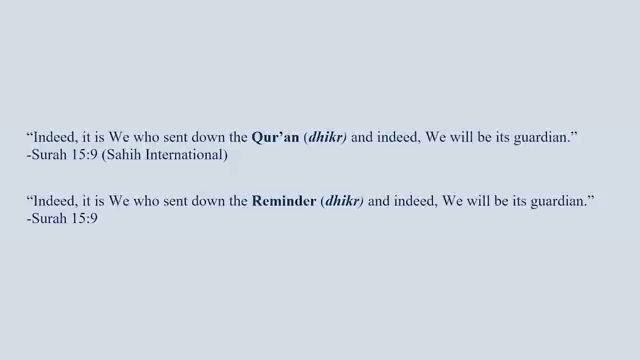 “Indeed, it is We who sent down the Qur’an (dhikr) and indeed, We will be its guardian.”
-Surah 15:9 (Sahih International)
“Indeed, it is We who sent down the Reminder (dhikr) and indeed, We will be its guardian.”
-Surah 15:9